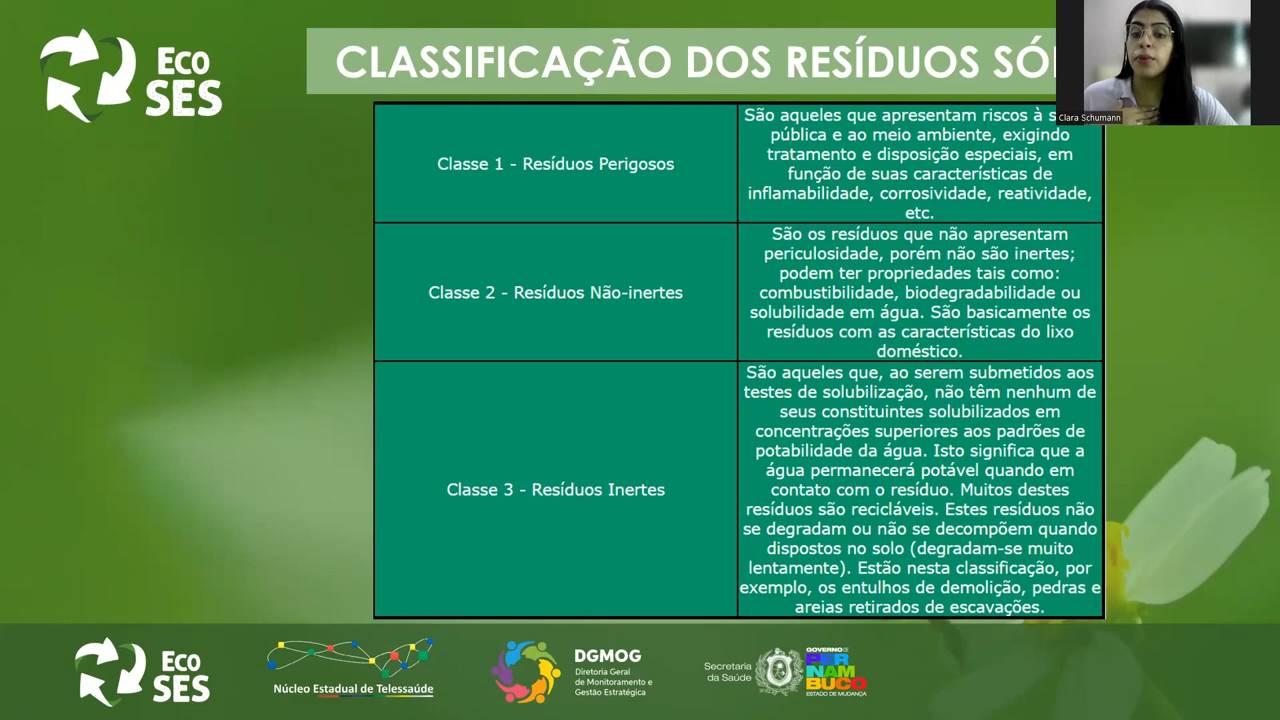 Eco
SES
CLASSIFICAÇÃO DOS RESÍDUOS
Clara Schumann
Classe 1 - Resíduos Perigosos
São aqueles que apresentam riscos à
pública e ao meio ambiente, exigindo
tratamento e disposição especiais, em
função de suas características de
inflamabilidade, corrosividade, reatividade,
etc.
Classe 2 - Resíduos Não-inertes
São os resíduos que não apresentam
periculosidade, porém não são inertes;
podem ter propriedades tais como:
combustibilidade, biodegradabilidade ou
solubilidade em água. São basicamente os
resíduos com as características do lixo
doméstico.
Classe 3 - Resíduos Inertes
São aqueles que, ao serem submetidos aos
testes de solubilização, não têm nenhum de
seus constituintes solubilizados em
concentrações superiores aos padrões de
potabilidade da água. Isto significa que a
água permanecerá potável quando em
contato com o resíduo. Muitos destes
resíduos são recicláveis. Estes resíduos não
se degradam ou não se decompõem quando
dispostos no solo (degradam-se muito
lentamente). Estão nesta classificação, por
exemplo, os entulhos de demolição, pedras e
areias retirados de escavações.
Eco
SES
Núcleo Estadual de Telessaúde
DGMOG
Diretoria Geral
de Monitoramento e
Gestão Estratégica
Secretaria
da Saúde
GOVERNO DE
PER
NAM
BUCO
ESTADO DE MUDANÇA